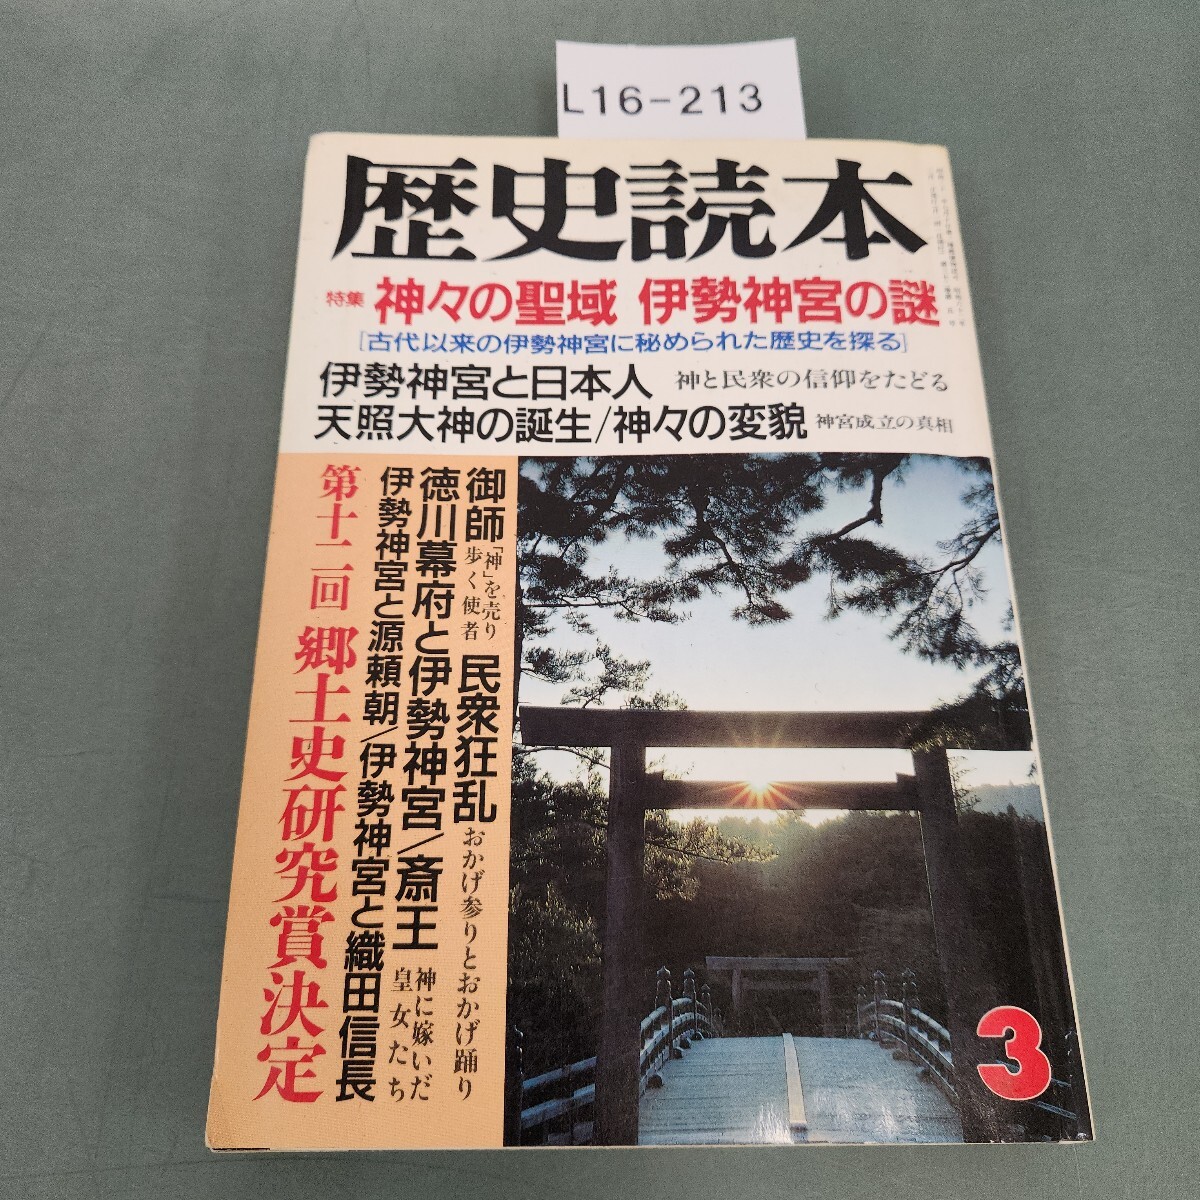 L16-213
歴史読本
特集 神々の聖域 伊勢神宮の謎
[古代以来の伊勢神宮に秘められた歴史を探る]
伊勢神宮と日本人 神と民衆の信仰をたどる
天照大神の誕生/神々の変貌 神宮成立の真相
御師「神」を売り歩く使者 民衆狂乱 おかげ参りとおかげ踊り
徳川幕府と伊勢神宮/斎王 神に嫁いだ皇女たち
伊勢神宮と源頼朝/伊勢神宮と織田信長
第十二回 郷土史研究賞決定
3